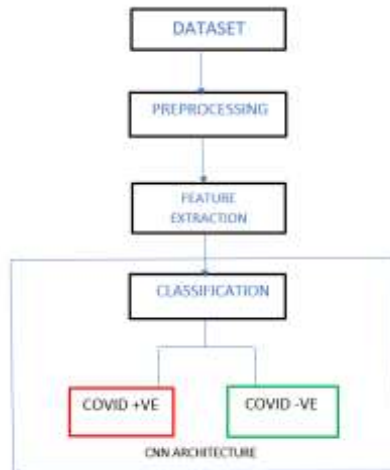 DATASET
PREPROCESSING
FEATURE
EXTRACTION
CLASSIFICATION
COVID +VE
COVID -VE
CNN ARCHITECTURE